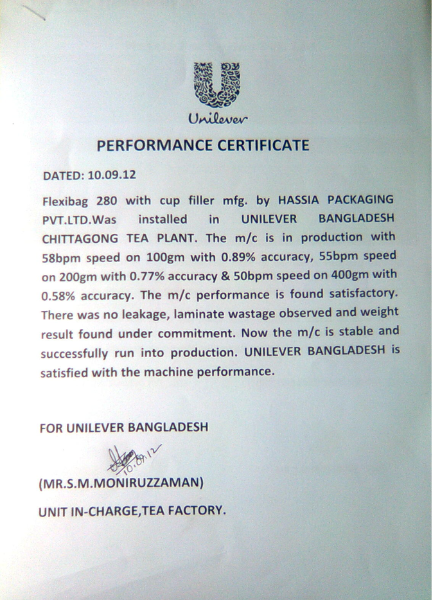 Unilever
PERFORMANCE CERTIFICATE
DATED: 10.09.12
Flexibag 280 with cup filler mfg. by HASSIA PACKAGING
PVT.LTD.Was installed in UNILEVER BANGLADESH
CHITTAGONG TEA PLANT. The m/c is in production with
58bpm speed on 100gm with 0.89% accuracy, 55bpm speed
on 200gm with 0.77% accuracy & 50bpm speed on 400gm with
0.58% accuracy. The m/c performance is found satisfactory.
There was no leakage, laminate wastage observed and weight
result found under commitment. Now the m/c is stable and
successfully run into production. UNILEVER BANGLADESH is
satisfied with the machine performance.
FOR UNILEVER BANGLADESH
10.09.12
(MR.S.M.MONIRUZZAMAN)
UNIT IN-CHARGE,TEA FACTORY.